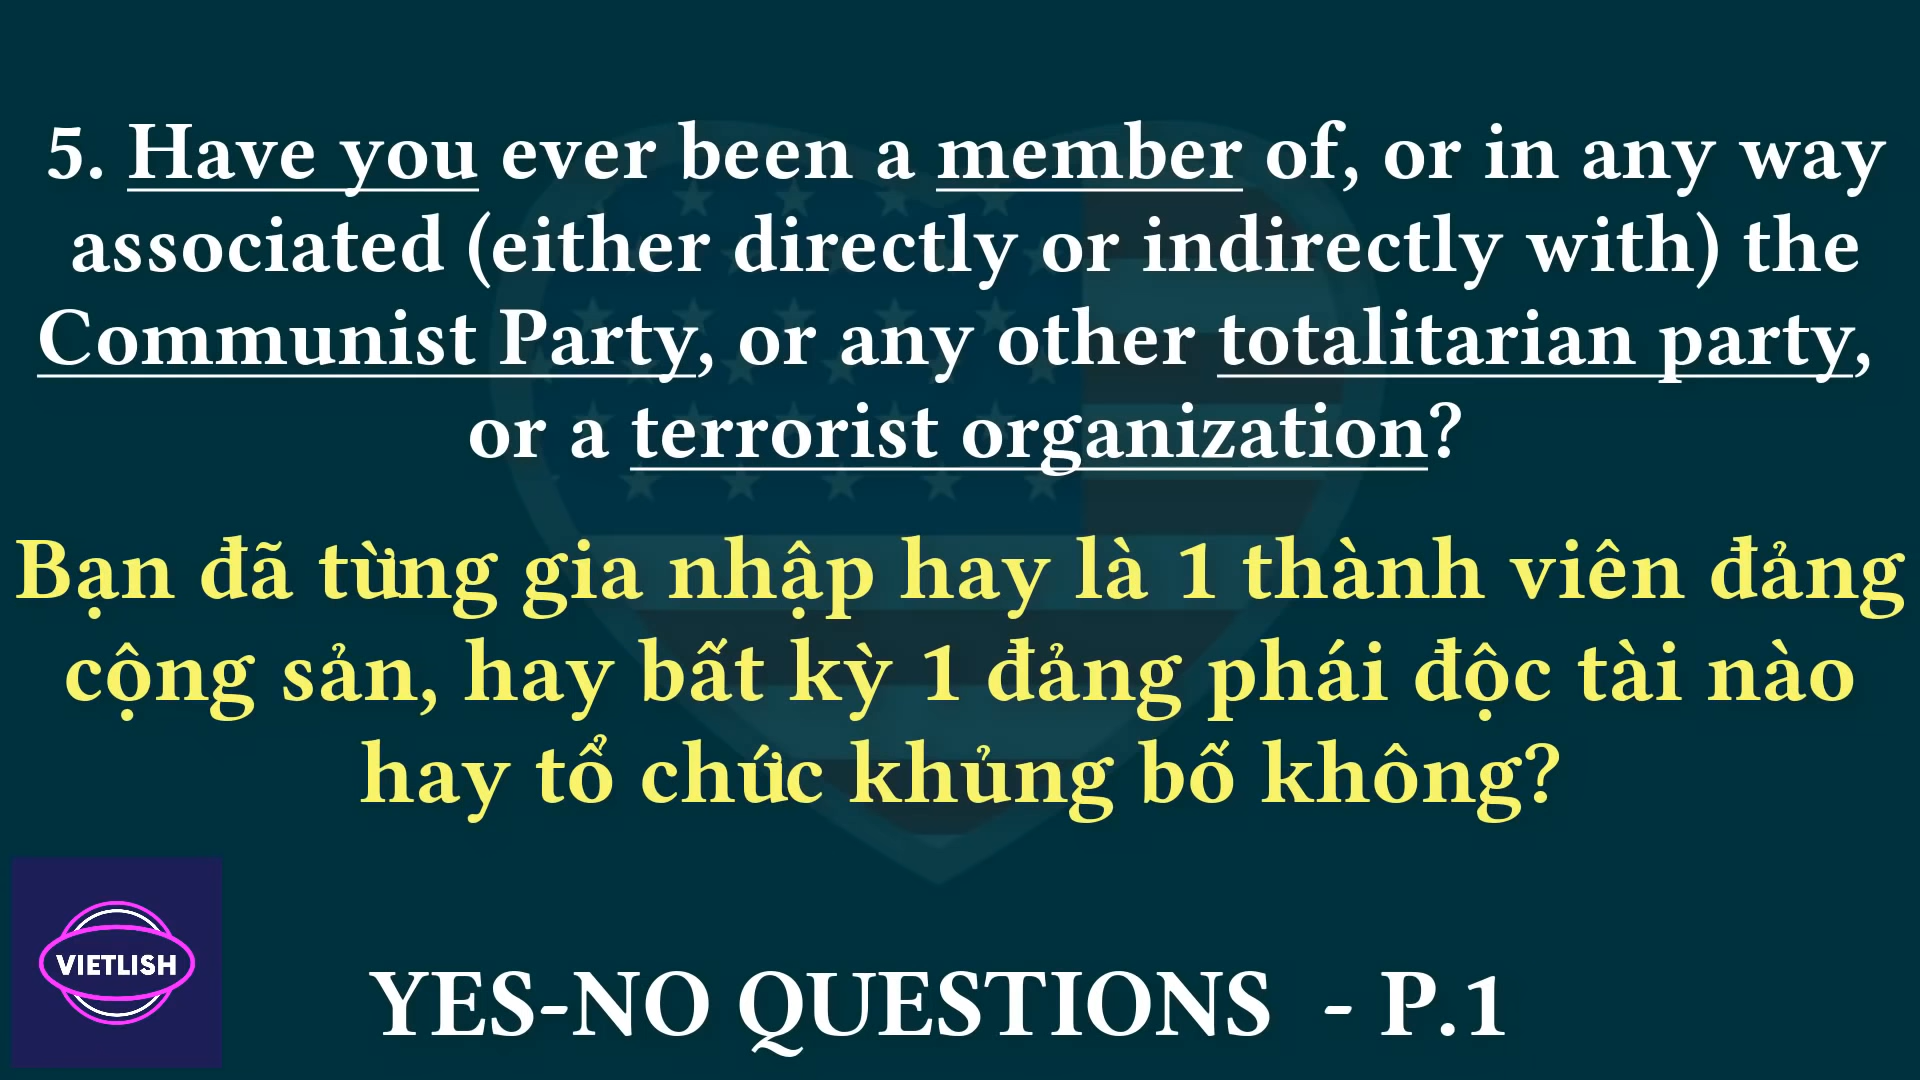 5. Have you ever been a member of, or in any way
associated (either directly or indirectly with) the
Communist Party, or any other totalitarian party,
or a terrorist organization?
Bạn đã từng gia nhập hay là 1 thành viên đảng
cộng sản, hay bất kỳ 1 đảng phái độc tài nào
hay tổ chức khủng bố không?
VIETLISH
YES-NO QUESTIONS - P.1